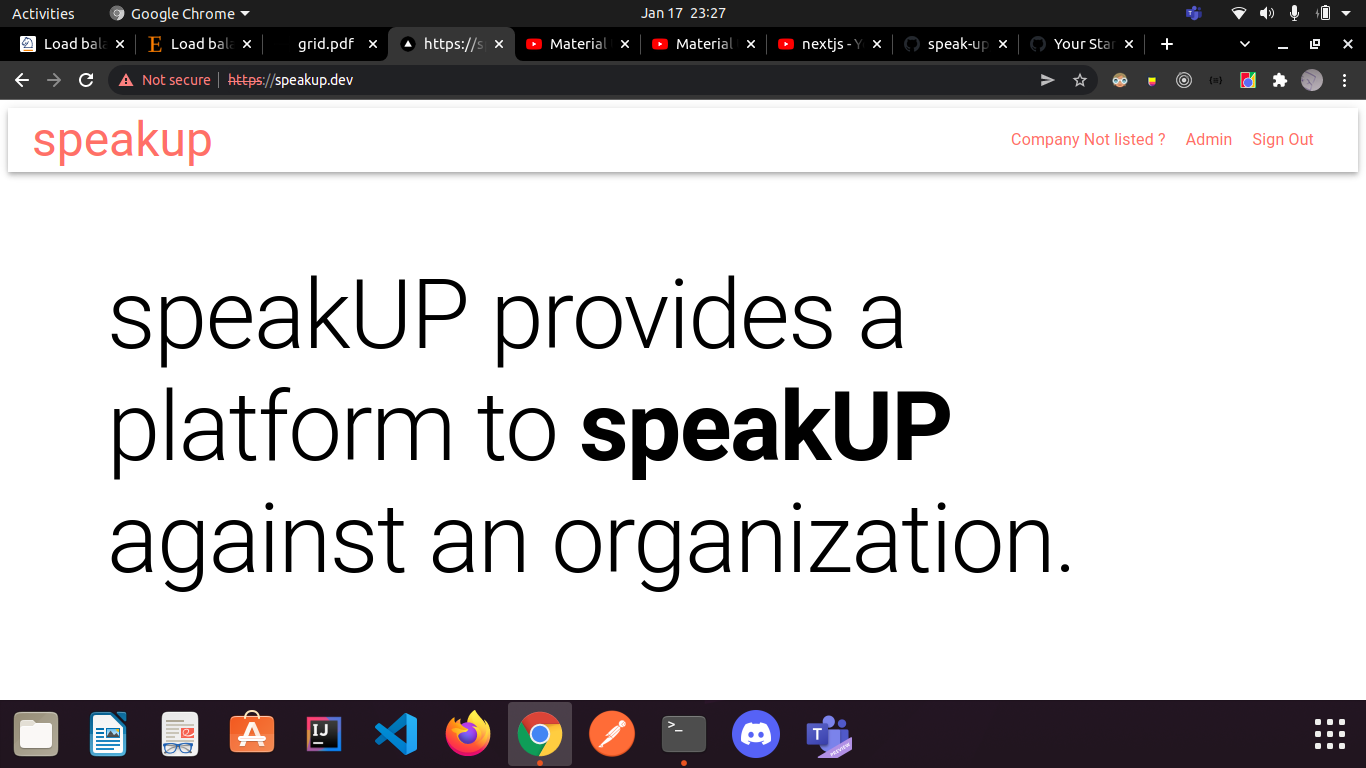 Activities
Google Chrome
Jan 17 23:27
Load bala
Load bala
grid.pdf
https://s
Material
Material
nextjs - Y
speak-up
Your Star
Not secure
https://speakup.dev
speakup
Company Not listed ?
Admin
Sign Out
speakUP provides a
platform to speakUP
against an organization.